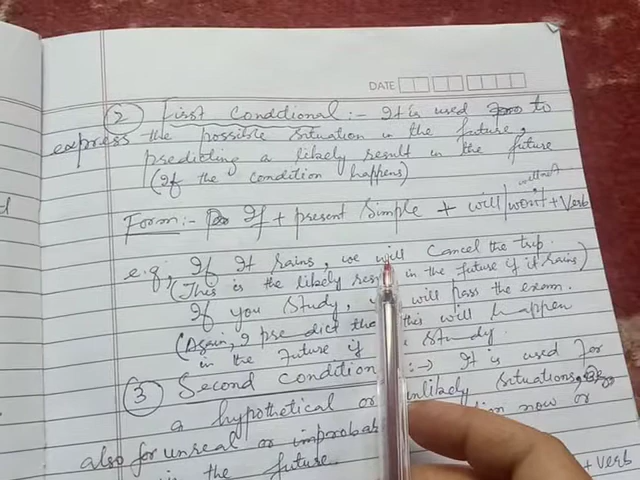 DATE
② First Conditional :- It is used to
express the possible situation in the future,
predicting a likely result in the future
(If the condition happens)
will not
Form :- If + present simple + will/won't + verb
e.g; If It rains, we will Cancel the trip.
(This is the likely in the future if it rains)
If you Study, will pass the exam.
(Again, I predict this will happen
in the Future if Study.
③ Second condition :→ It is used for
a hypothetical or unlikely situations
also for unreal or now or
in the future
+ verb